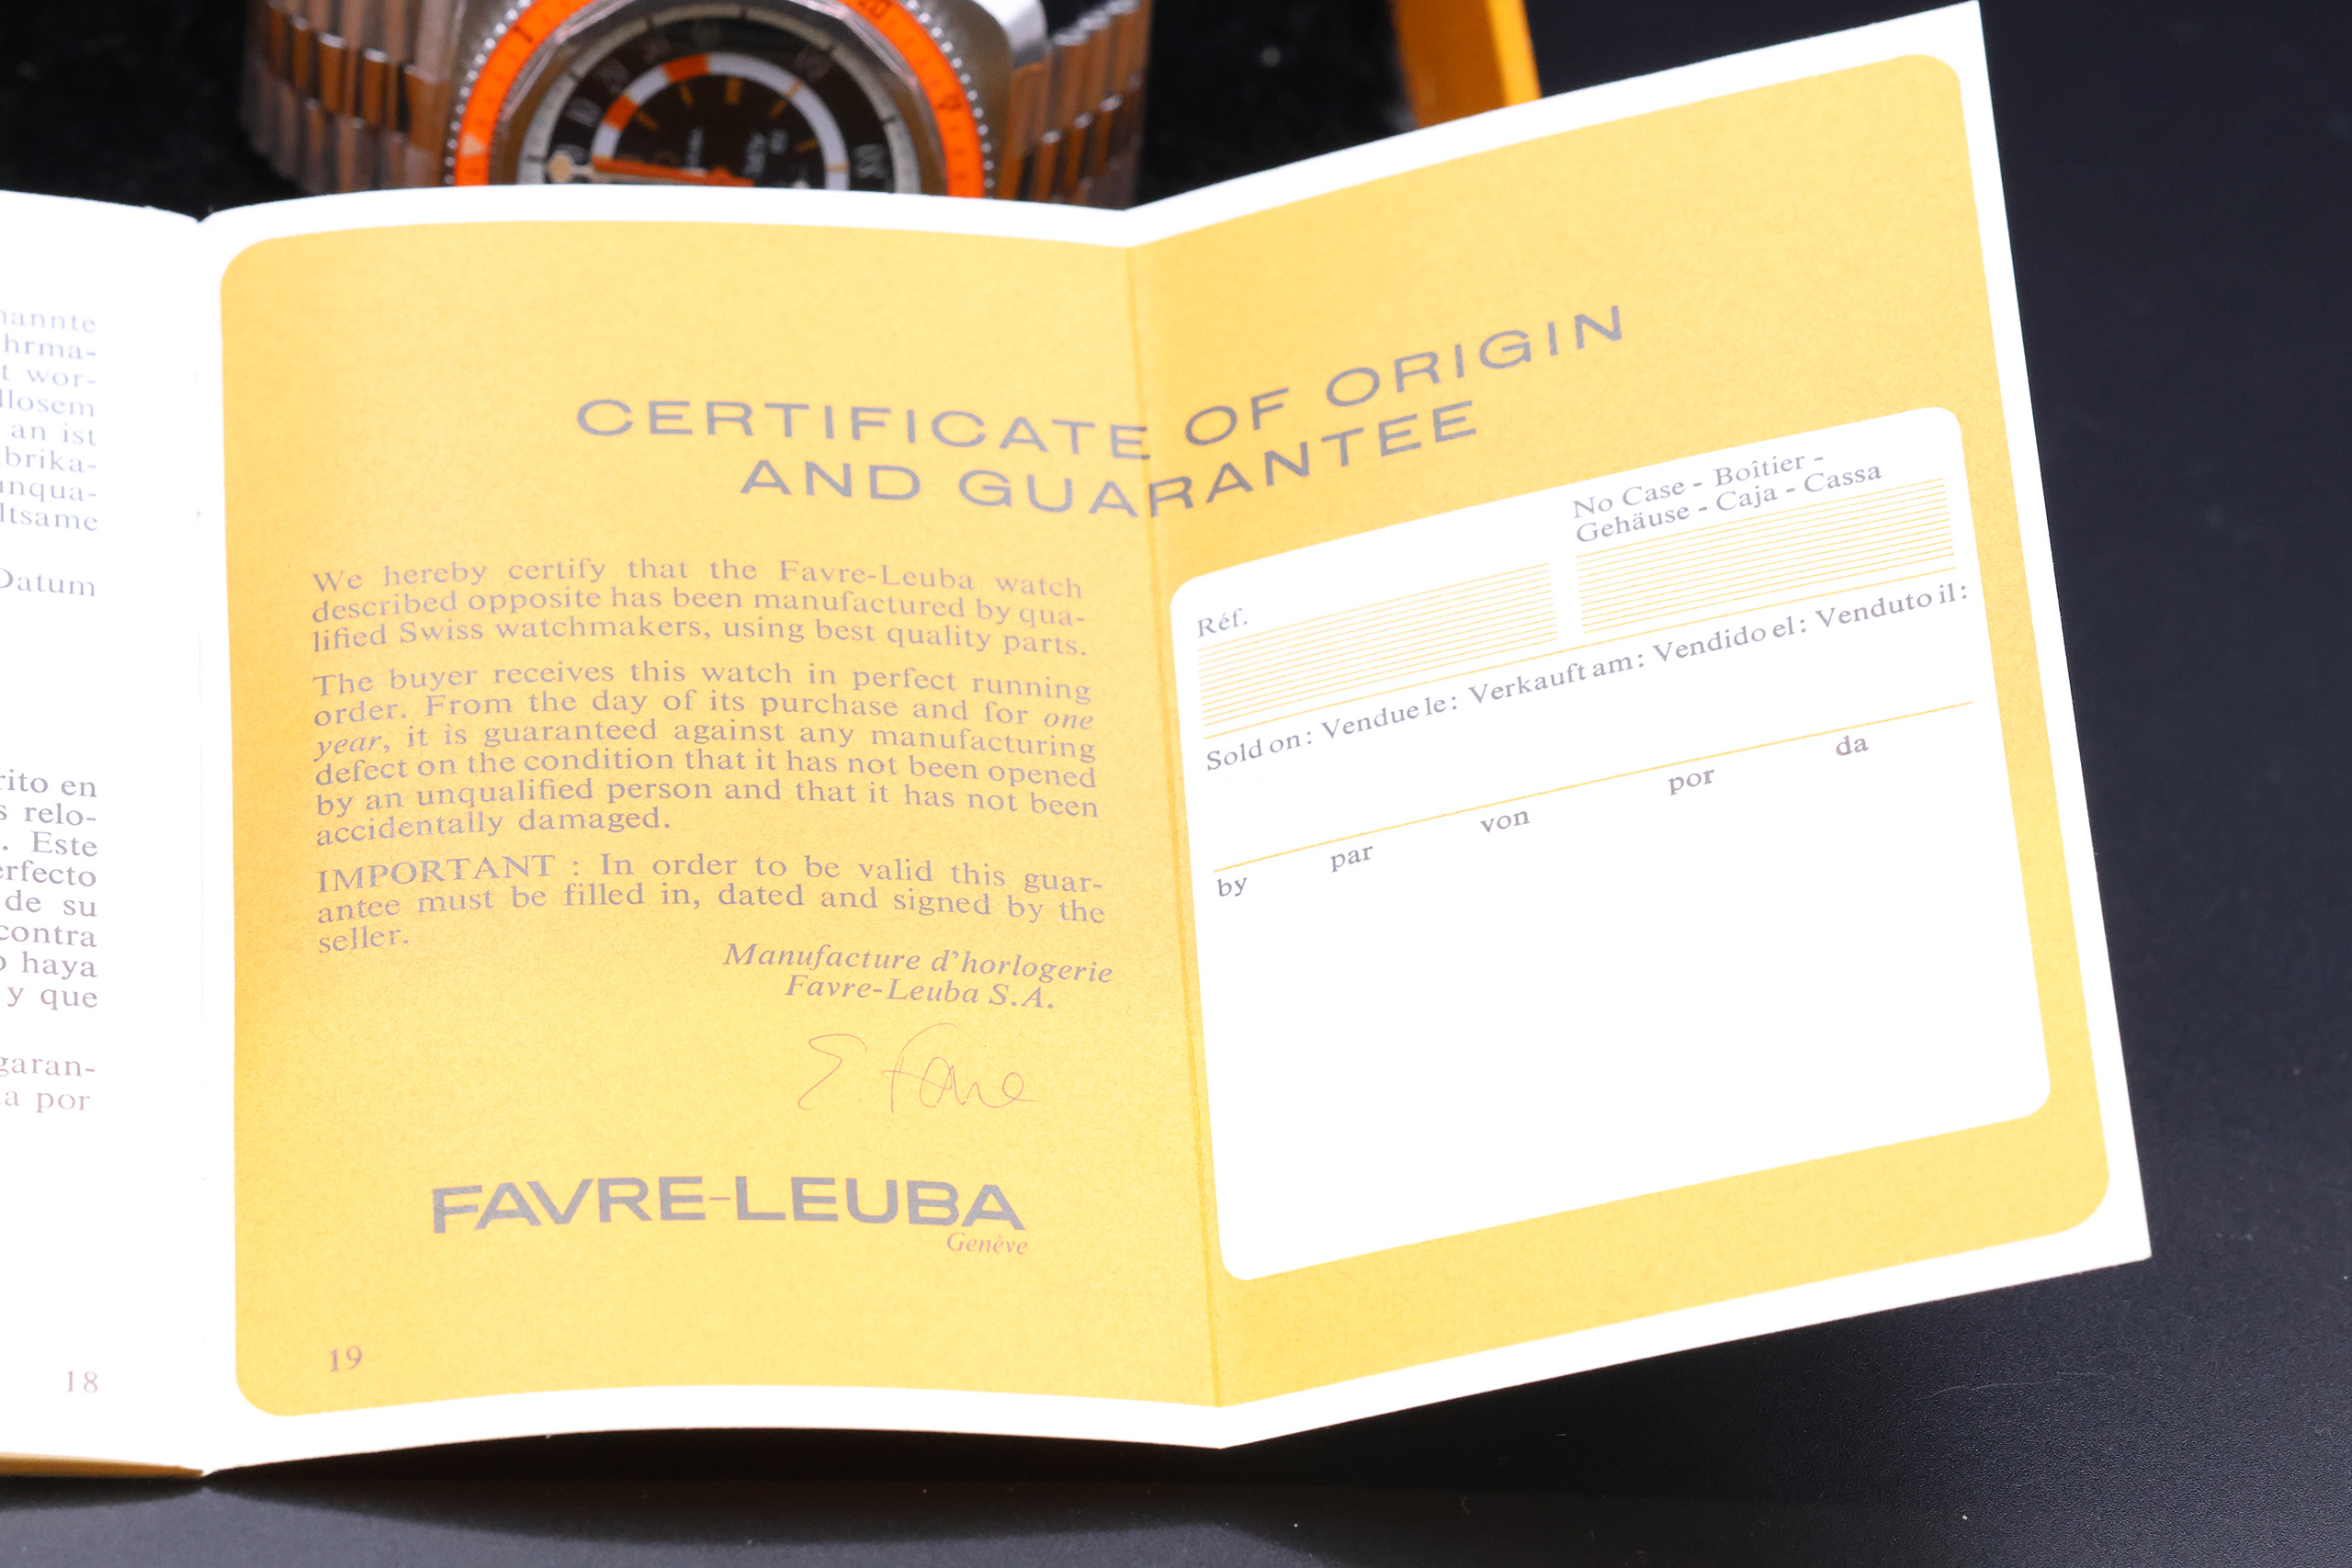 nannte
hrma-
t wor-
llosem
an ist
brika-
unqua-
ltsame
Datum
rito en
s relo-
. Este
erfecto
de su
contra
o haya
y que
garan-
a por
18
CERTIFICATE OF ORIGIN
AND GUARANTEE
We hereby certify that the Favre-Leuba watch
described opposite has been manufactured by qua-
lified Swiss watchmakers, using best quality parts.
The buyer receives this watch in perfect running
order. From the day of its purchase and for one
year, it is guaranteed against any manufacturing
defect on the condition that it has not been opened
by an unqualified person and that it has not been
accidentally damaged.
IMPORTANT : In order to be valid this guar-
antee must be filled in, dated and signed by the
seller.
Manufacture d'horlogerie
Favre-Leuba S.A.
E Favre
FAVRE-LEUBA
Genève
19
No Case - Boîtier -
Gehäuse - Caja - Cassa
Réf.
Sold on: Vendue le: Verkauft am: Vendido el: Venduto il:
by par von por da